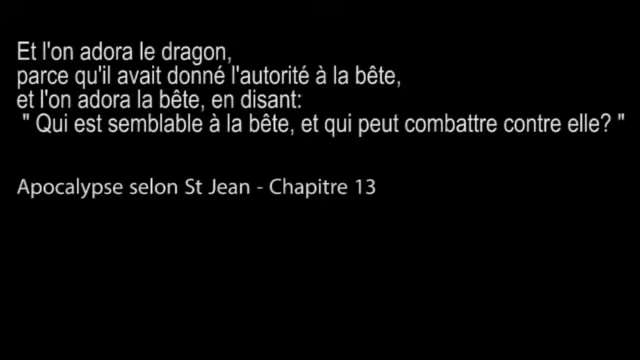 Et l'on adora le dragon,
parce qu'il avait donné l'autorité à la bête,
et l'on adora la bête, en disant:
" Qui est semblable à la bête, et qui peut combattre contre elle? "
Apocalypse selon St Jean - Chapitre 13